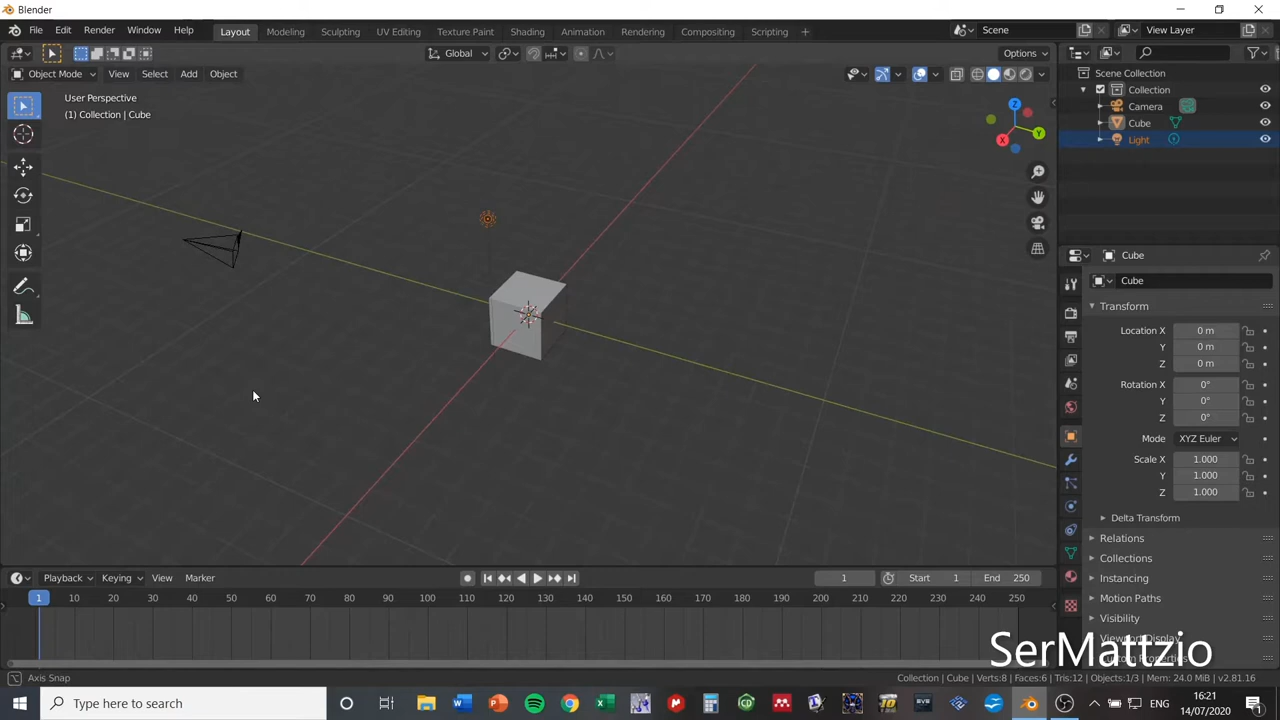 Blender
File Edit Render Window Help Layout Modeling Sculpting UV Editing Texture Paint Shading Animation Rendering Compositing Scripting + Scene View Layer
Global Options
Object Mode View Select Add Object
User Perspective
(1) Collection | Cube
Z
Y
X
Scene Collection
Collection
Camera
Cube
Light
Cube
Cube
Transform
Location X 0 m
Y 0 m
Z 0 m
Rotation X 0°
Y 0°
Z 0°
Mode XYZ Euler
Scale X 1.000
Y 1.000
Z 1.000
Delta Transform
Relations
Collections
Instancing
Motion Paths
Visibility
Viewport Display
Custom Properties
Playback Keying View Marker 1 Start 1 End 250
1 10 20 30 40 50 60 70 80 90 100 110 120 130 140 150 160 170 180 190 200 210 220 230 240 250
SerMattzio
Axis Snap Collection | Cube | Verts:8 | Faces:6 | Tris:12 | Objects:1/3 | Mem: 24.0 MiB | v2.81.16
Type here to search ENG 16:21
14/07/2020